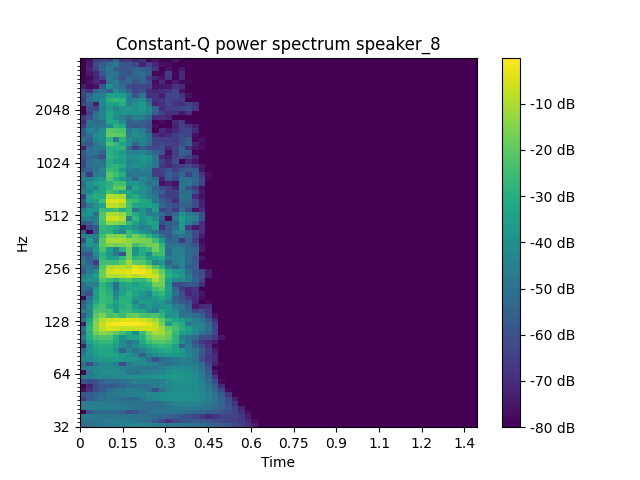 Constant-Q power spectrum speaker_8
Hz
2048
1024
512
256
128
64
32
0 0.15 0.3 0.45 0.6 0.75 0.9 1.1 1.2 1.4
Time
-10 dB
-20 dB
-30 dB
-40 dB
-50 dB
-60 dB
-70 dB
-80 dB